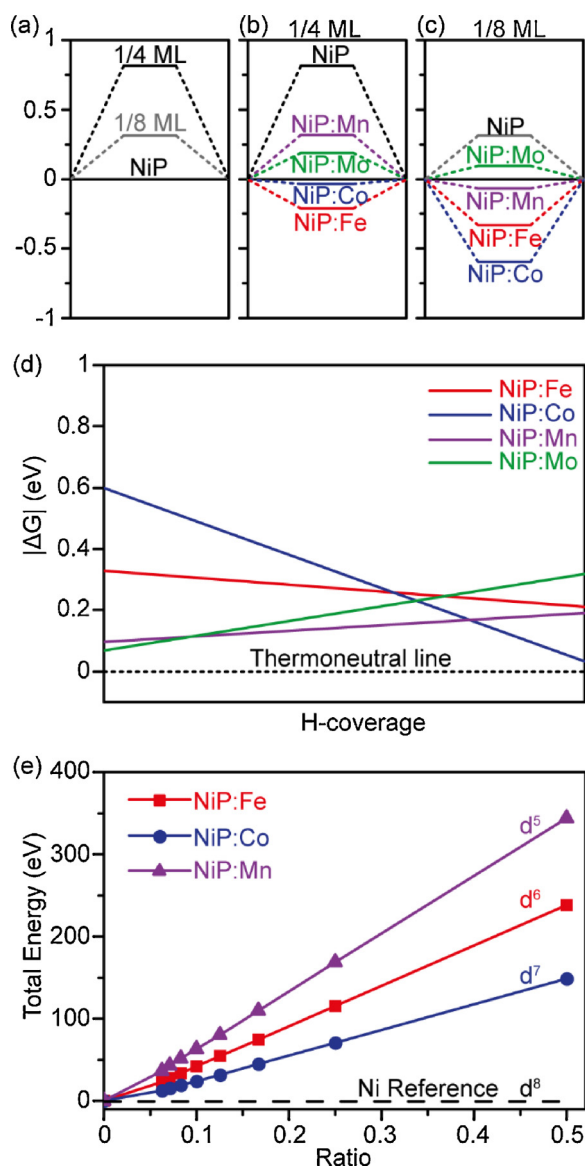 (a)
(b) 1/4 ML
(c) 1/8 ML
1
0.5
0
-0.5
-1
1/4 ML
1/8 ML
NiP
NiP
NiP:Mn
NiP:Mo
NiP:Co
NiP:Fe
NiP
NiP:Mo
NiP:Mn
NiP:Fe
NiP:Co
(d)
|ΔG| (eV)
1
0.8
0.6
0.4
0.2
0
NiP:Fe
NiP:Co
NiP:Mn
NiP:Mo
Thermoneutral line
H-coverage
(e)
Total Energy (eV)
400
300
200
100
0
NiP:Fe
NiP:Co
NiP:Mn
d⁵
d⁶
d⁷
Ni Reference d⁸
0 0.1 0.2 0.3 0.4 0.5
Ratio